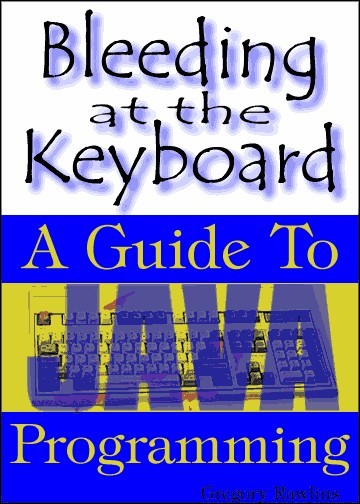 Bleeding
at the
Keyboard
A Guide To
JAVA
Programming
Gregory Rawlins